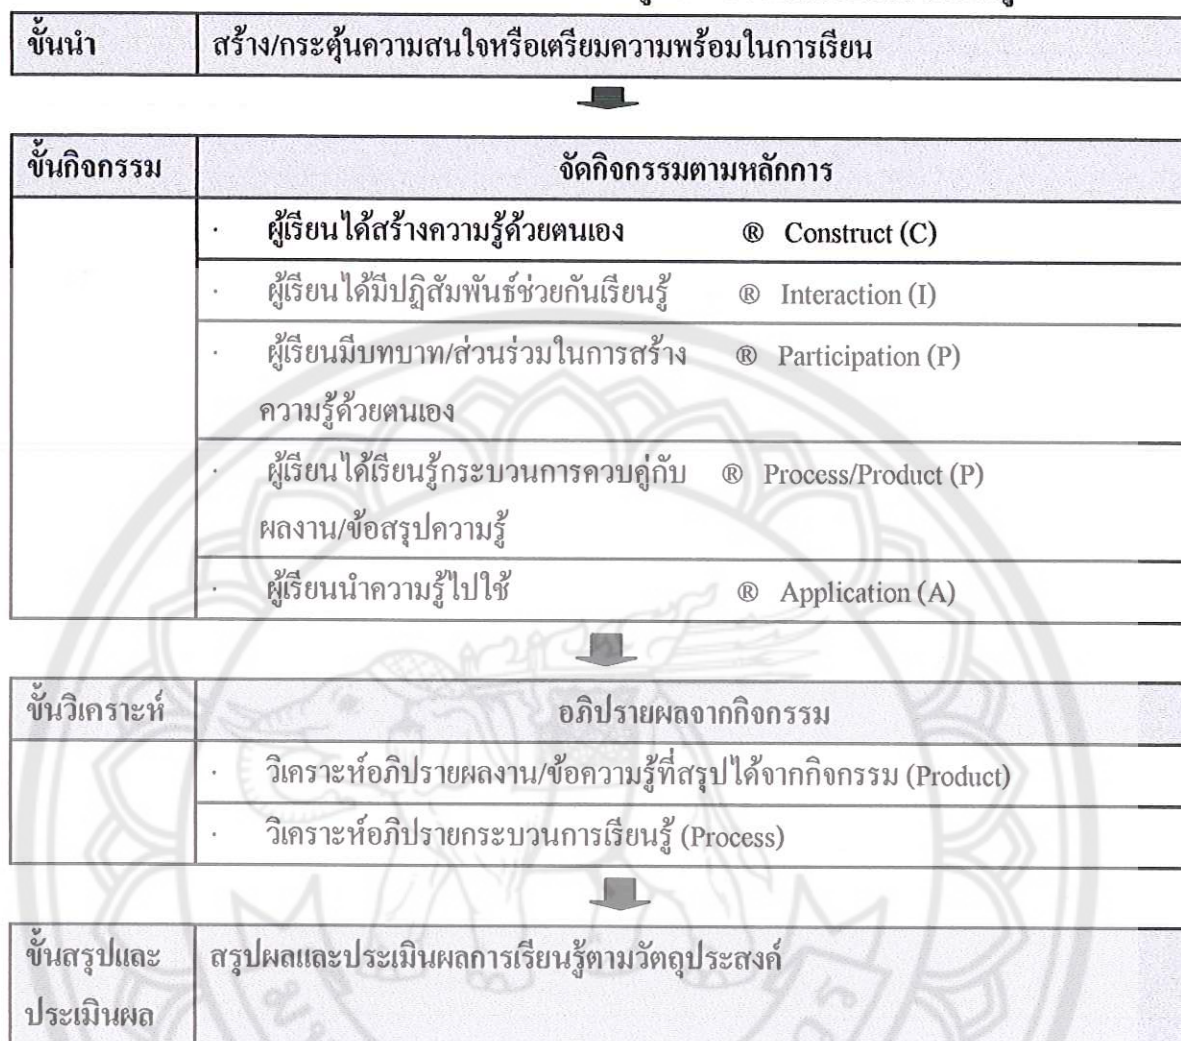 ขั้นนำ สร้าง/กระตุ้นความสนใจหรือเตรียมความพร้อมในการเรียน
ขั้นกิจกรรม จัดกิจกรรมตามหลักการ
· ผู้เรียนได้สร้างความรู้ด้วยตนเอง ® Construct (C)
· ผู้เรียนได้มีปฏิสัมพันธ์ช่วยกันเรียนรู้ ® Interaction (I)
· ผู้เรียนมีบทบาท/ส่วนร่วมในการสร้าง ® Participation (P)
ความรู้ด้วยตนเอง
· ผู้เรียนได้เรียนรู้กระบวนการควบคู่กับ ® Process/Product (P)
ผลงาน/ข้อสรุปความรู้
· ผู้เรียนนำความรู้ไปใช้ ® Application (A)
ขั้นวิเคราะห์ อภิปรายผลจากกิจกรรม
· วิเคราะห์อภิปรายผลงาน/ข้อความรู้ที่สรุปได้จากกิจกรรม (Product)
· วิเคราะห์อภิปรายกระบวนการเรียนรู้ (Process)
ขั้นสรุปและ สรุปผลและประเมินผลการเรียนรู้ตามวัตถุประสงค์
ประเมินผล